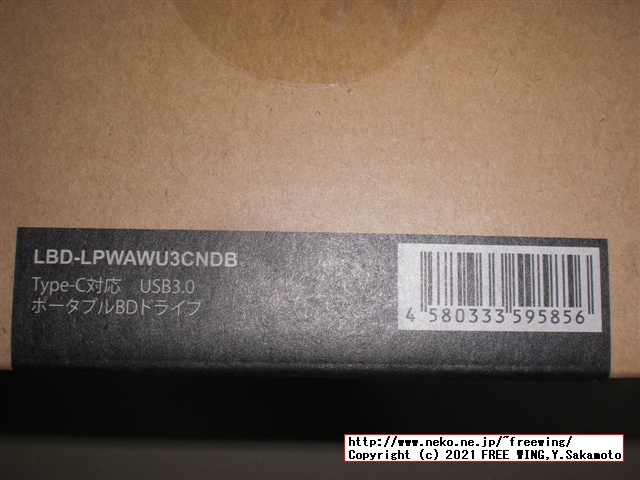 LBD-LPWAWU3CNDB
Type-C対応　USB3.0
ポータブルBDドライブ
4 580333 595856
http://www.neko.ne.jp/~freewing/
Copyright (c) 2021 FREE WING,Y.Sakamoto